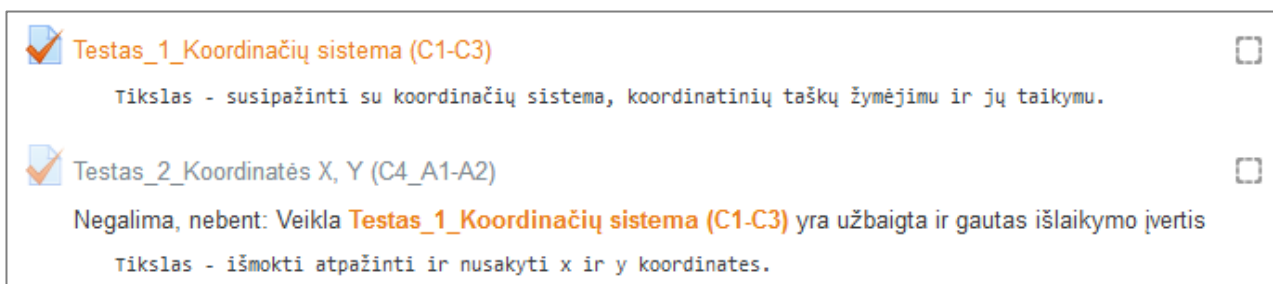 Testas_1_Koordinačių sistema (C1-C3)
Tikslas - susipažinti su koordinačių sistema, koordinatinių taškų žymėjimu ir jų taikymu.
Testas_2_Koordinatės X, Y (C4_A1-A2)
Negalima, nebent: Veikla Testas_1_Koordinačių sistema (C1-C3) yra užbaigta ir gautas išlaikymo įvertis
Tikslas - išmokti atpažinti ir nusakyti x ir y koordinates.